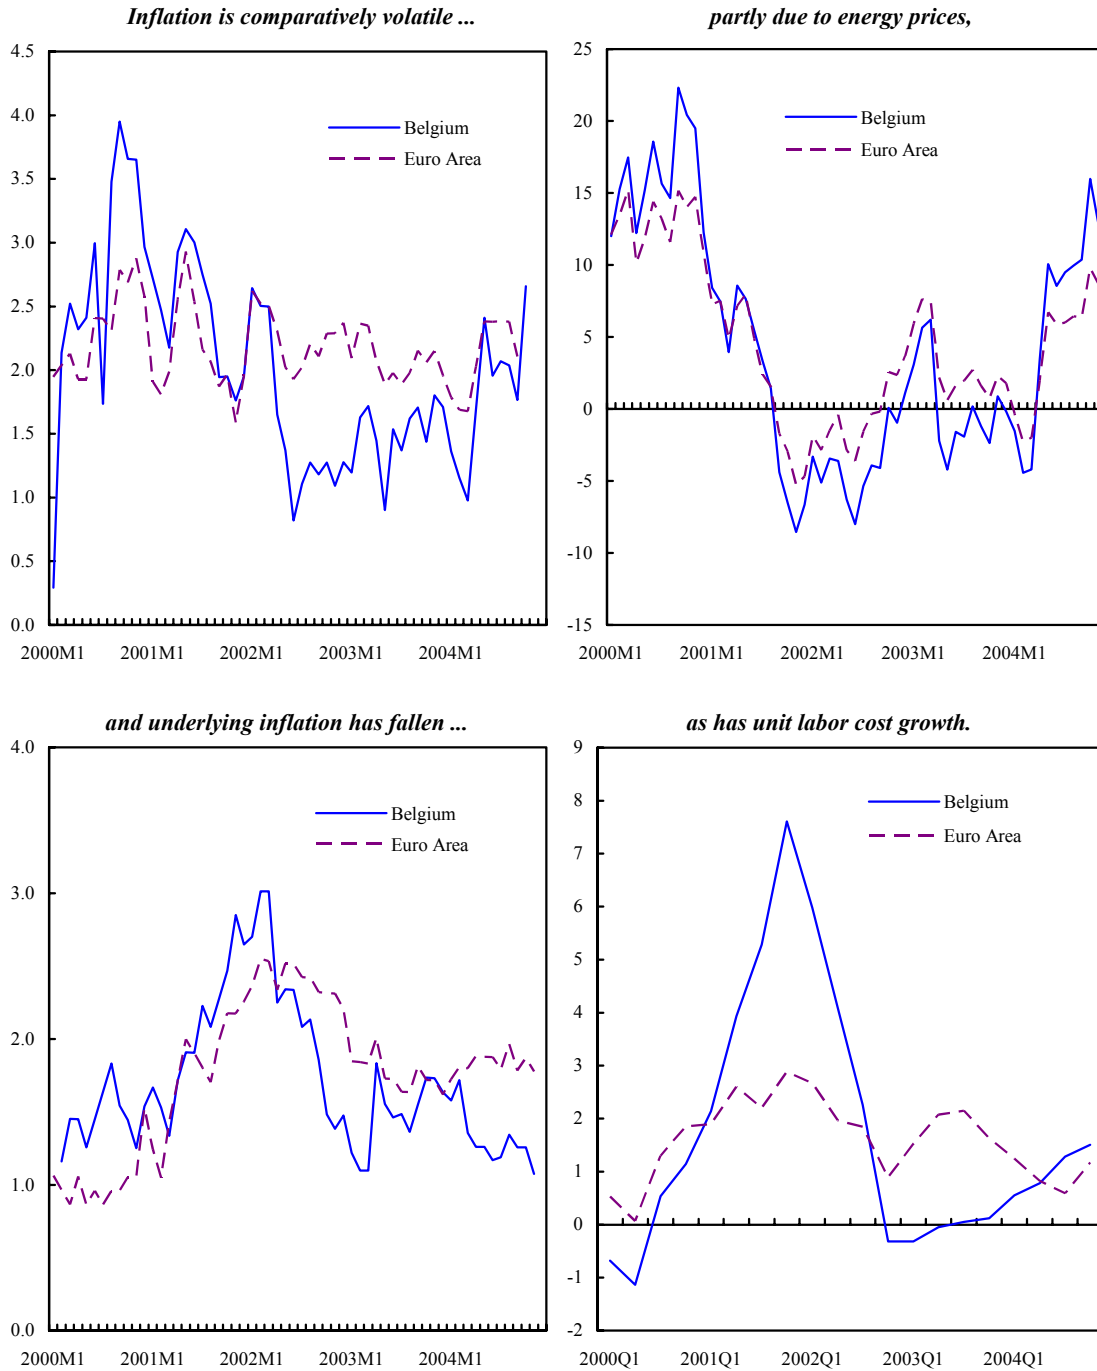 Inflation is comparatively volatile ...
4.5
4.0
3.5
3.0
2.5
2.0
1.5
1.0
0.5
0.0
Belgium
Euro Area
2000M1 2001M1 2002M1 2003M1 2004M1
partly due to energy prices,
25
20
15
10
5
0
-5
-10
-15
Belgium
Euro Area
2000M1 2001M1 2002M1 2003M1 2004M1
and underlying inflation has fallen ...
4.0
3.0
2.0
1.0
0.0
Belgium
Euro Area
2000M1 2001M1 2002M1 2003M1 2004M1
as has unit labor cost growth.
9
8
7
6
5
4
3
2
1
0
-1
-2
Belgium
Euro Area
2000Q1 2001Q1 2002Q1 2003Q1 2004Q1